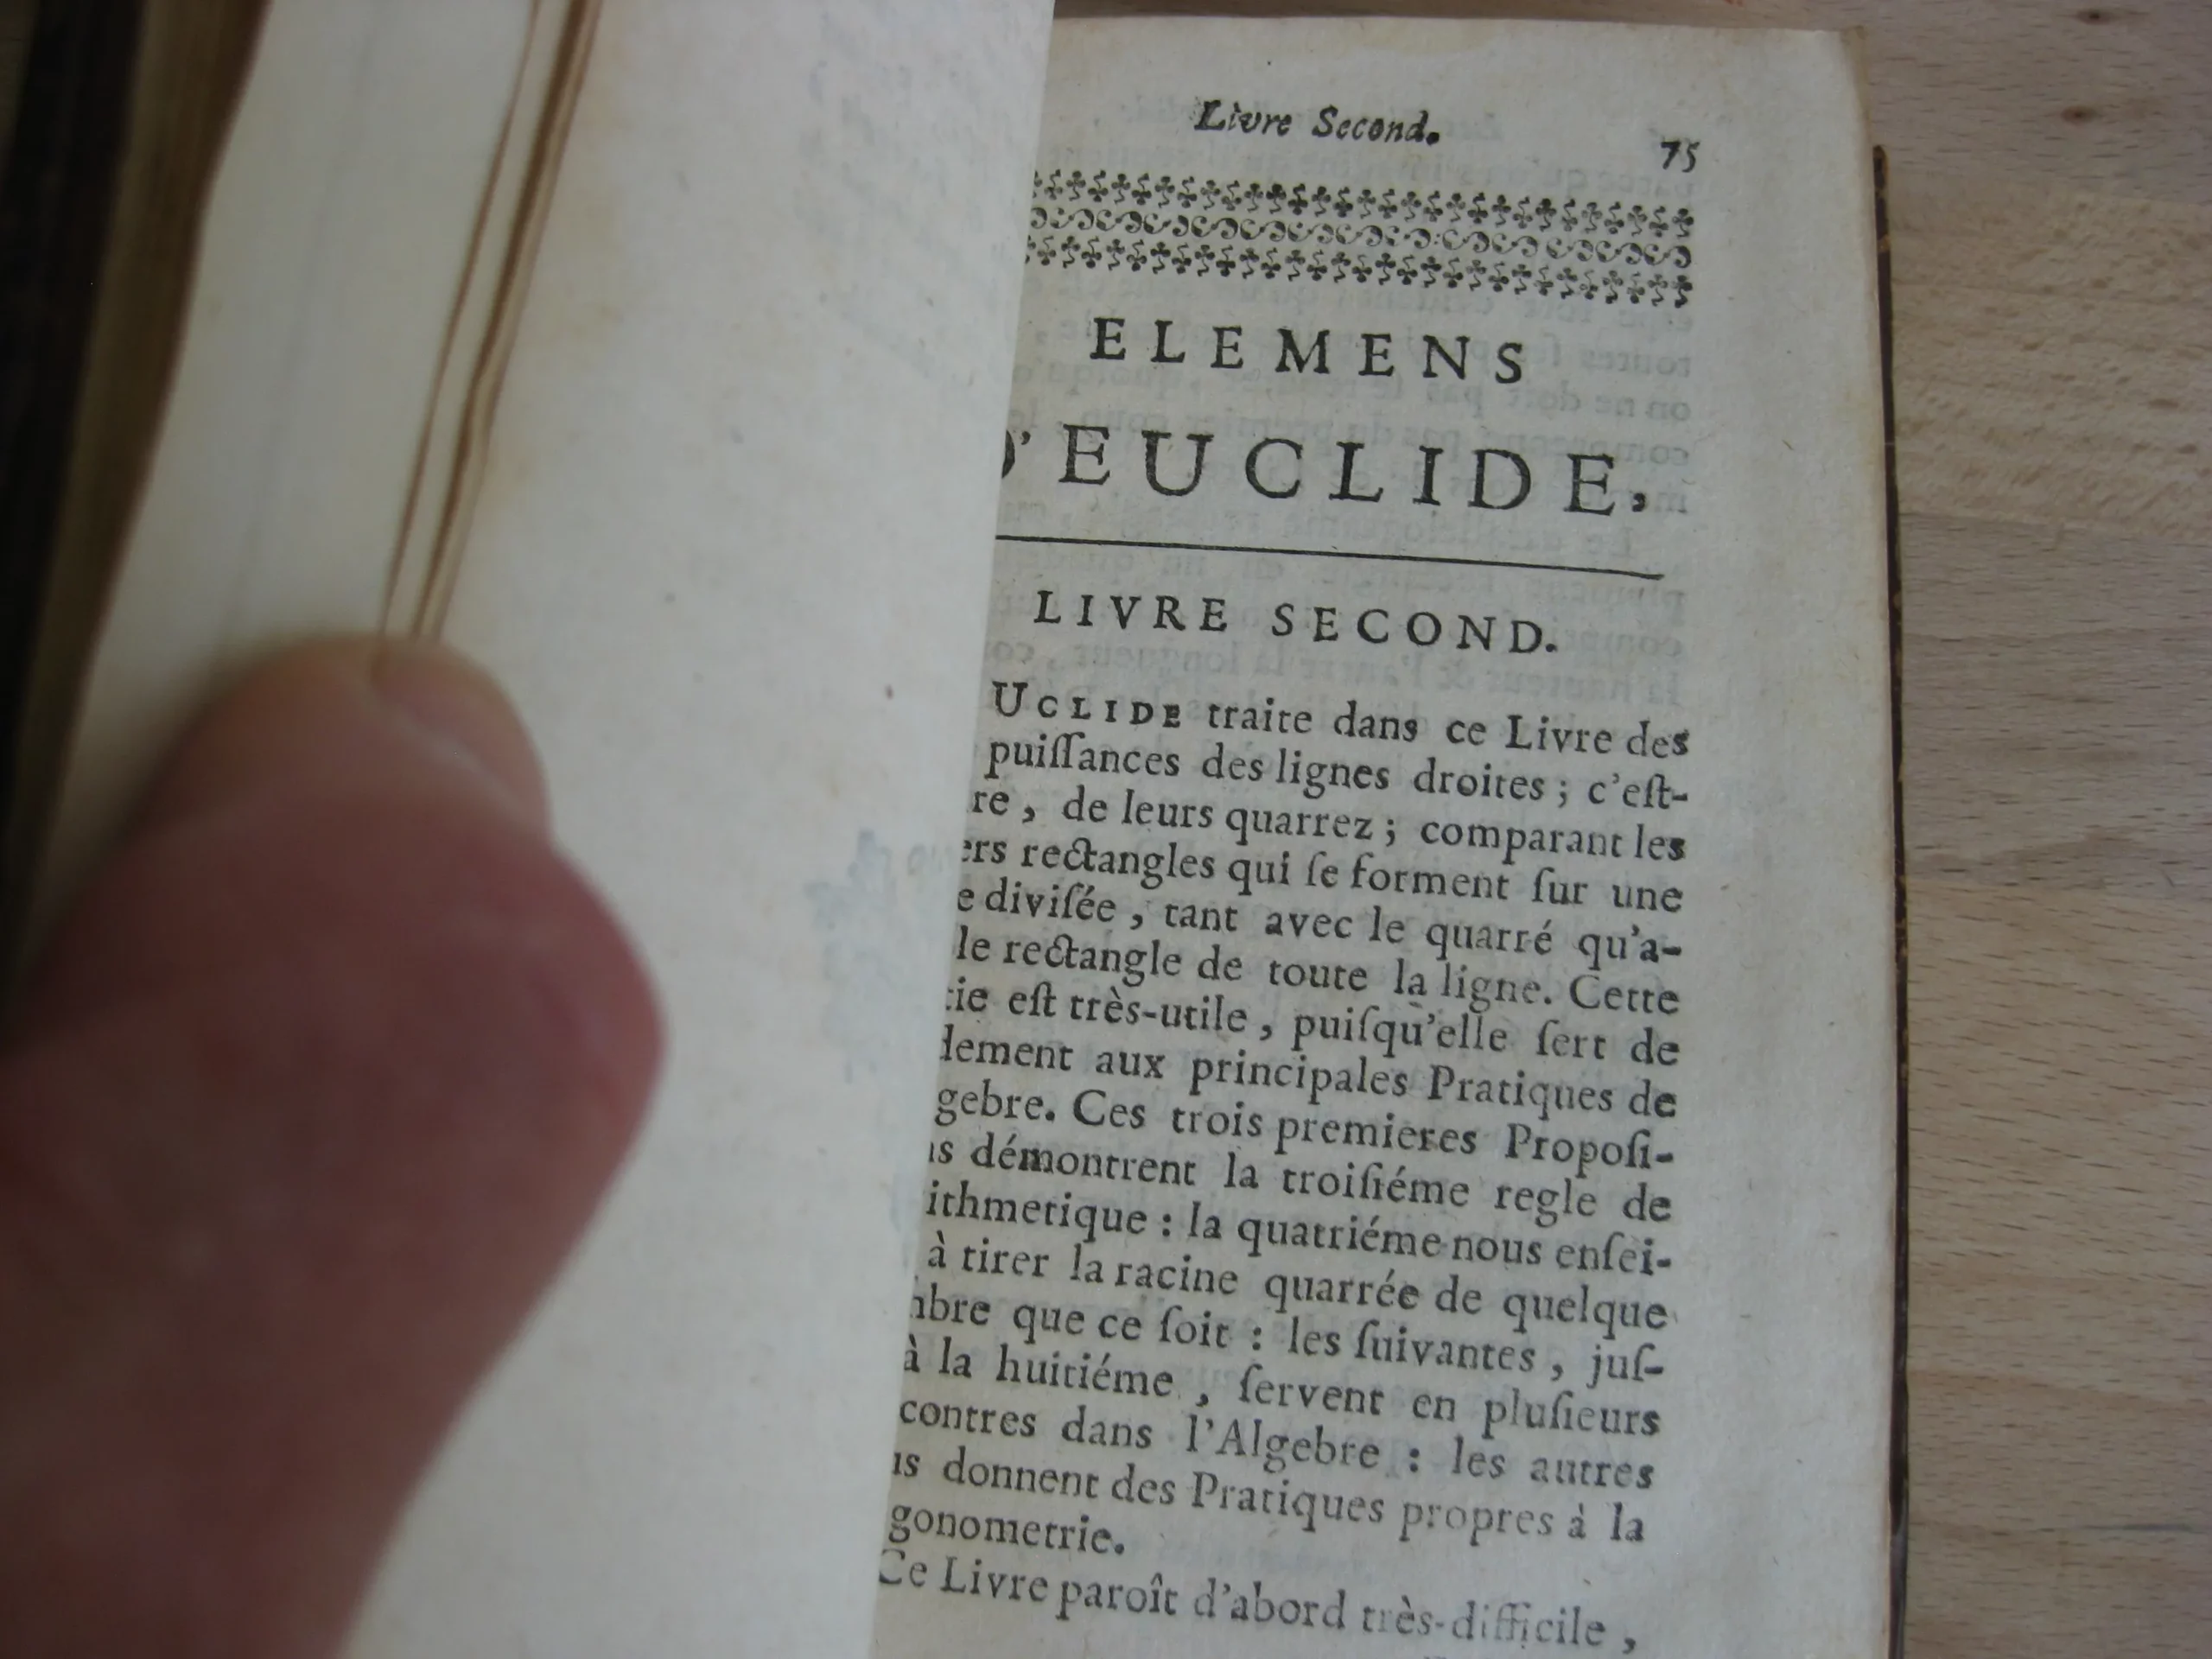 Livre Second.
75
ELEMENS
D'EUCLIDE,
LIVRE SECOND.
UCLIDE traite dans ce Livre des
puiſſances des lignes droites ; c'eſt-
re , de leurs quarrez ; comparant les
ers rectangles qui ſe forment ſur une
e diviſée , tant avec le quarré qu'a-
le rectangle de toute la ligne. Cette
tie eſt très-utile , puiſqu'elle ſert de
dement aux principales Pratiques de
gebre. Ces trois premieres Propoſi-
ns démontrent la troiſiéme regle de
ithmetique : la quatriéme nous enſei-
à tirer la racine quarrée de quelque
mbre que ce ſoit : les ſuivantes , juſ-
à la huitiéme , ſervent en pluſieurs
contres dans l'Algebre : les autres
us donnent des Pratiques propres à la
gonometrie.
Ce Livre paroît d'abord très-difficile ,